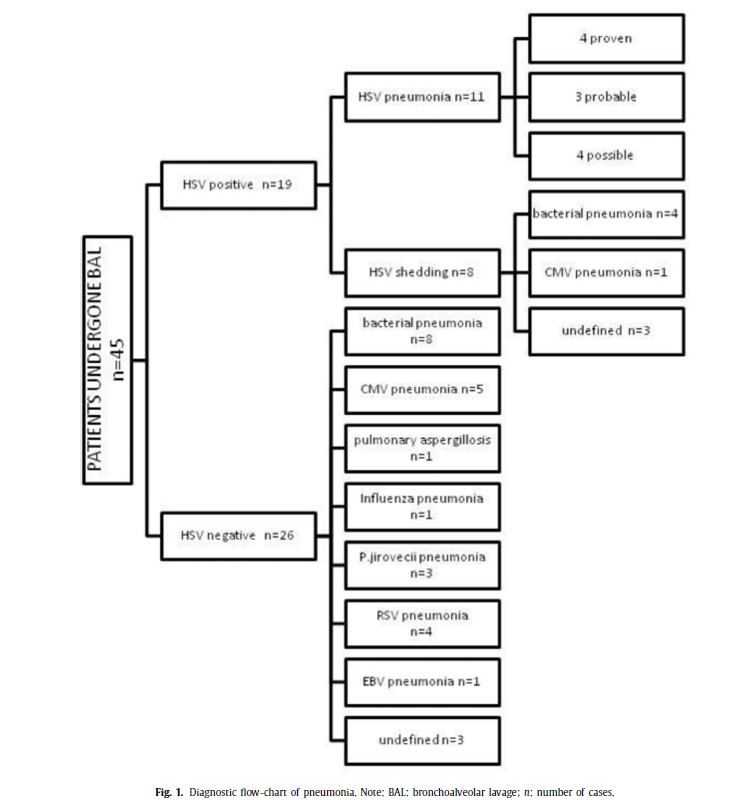 PATIENTS UNDERGONE BAL
n=45
HSV positive n=19
HSV pneumonia n=11
4 proven
3 probable
4 possible
HSV shedding n=8
bacterial pneumonia n=4
CMV pneumonia n=1
undefined n=3
HSV negative n=26
bacterial pneumonia
n=8
CMV pneumonia n=5
pulmonary aspergillosis
n=1
Influenza pneumonia
n=1
P.jirovecii pneumonia
n=3
RSV pneumonia
n=4
EBV pneumonia n=1
undefined n=3
Fig. 1. Diagnostic flow-chart of pneumonia. Note: BAL: bronchoalveolar lavage; n: number of cases.